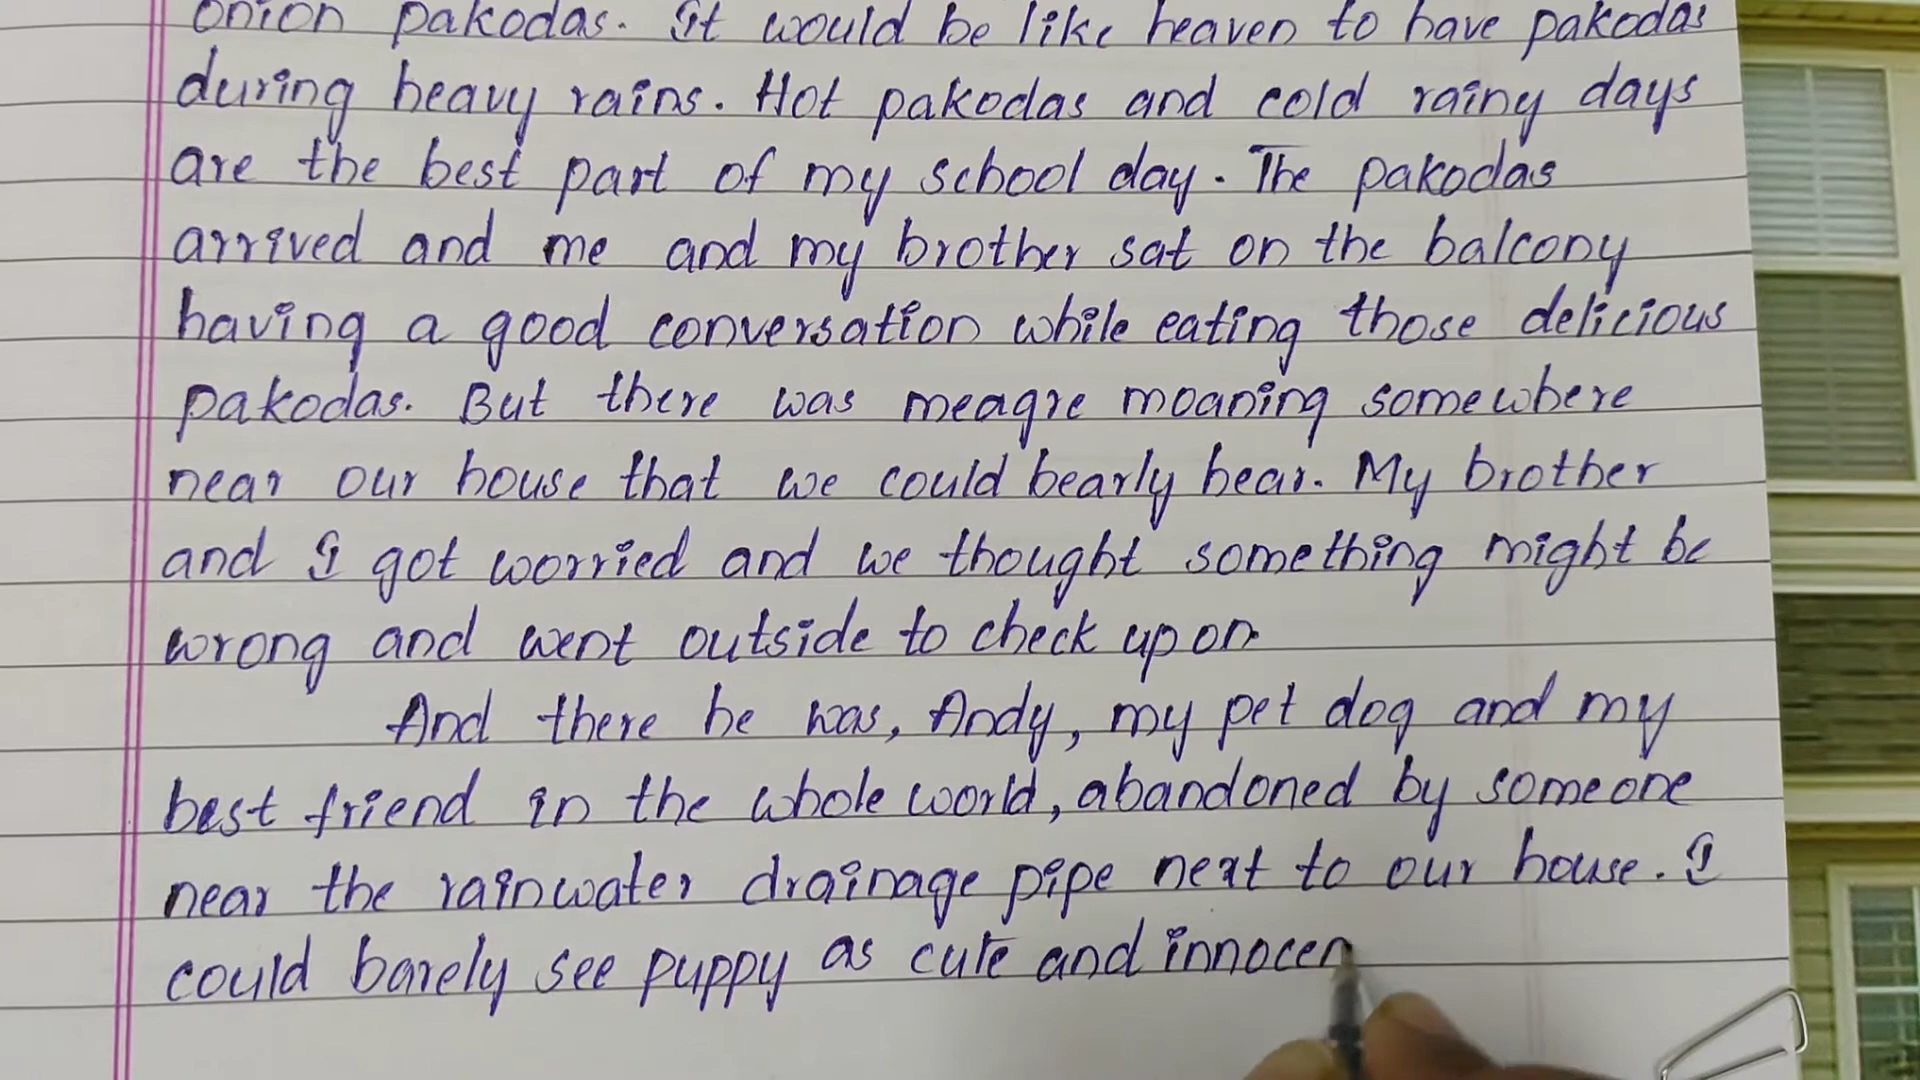 onion pakodas. It would be like heaven to have pakodas
during heavy rains. Hot pakodas and cold rainy days
are the best part of my school day. The pakodas
arrived and me and my brother sat on the balcony
having a good conversation while eating those delicious
pakodas. But there was meagre moaning somewhere
near our house that we could bearly hear. My brother
and I got worried and we thought something might be
wrong and went outside to check up on
And there he was, Andy, my pet dog and my
best friend in the whole world, abandoned by someone
near the rainwater drainage pipe next to our house. I
could barely see puppy as cute and innocen